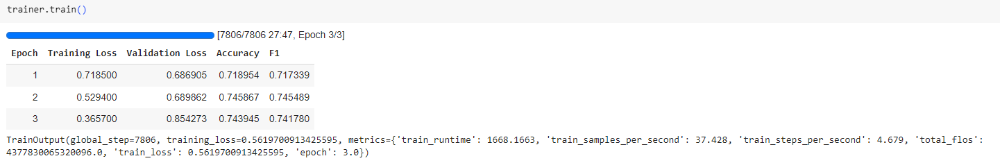 trainer.train()
[7806/7806 27:47, Epoch 3/3]
Epoch Training Loss Validation Loss Accuracy F1
1 0.718500 0.686905 0.718954 0.717339
2 0.529400 0.689862 0.745867 0.745489
3 0.365700 0.854273 0.743945 0.741780
TrainOutput(global_step=7806, training_loss=0.5619700913425595, metrics={'train_runtime': 1668.1663, 'train_samples_per_second': 37.428, 'train_steps_per_second': 4.679, 'total_flos':
4377830065320096.0, 'train_loss': 0.5619700913425595, 'epoch': 3.0})